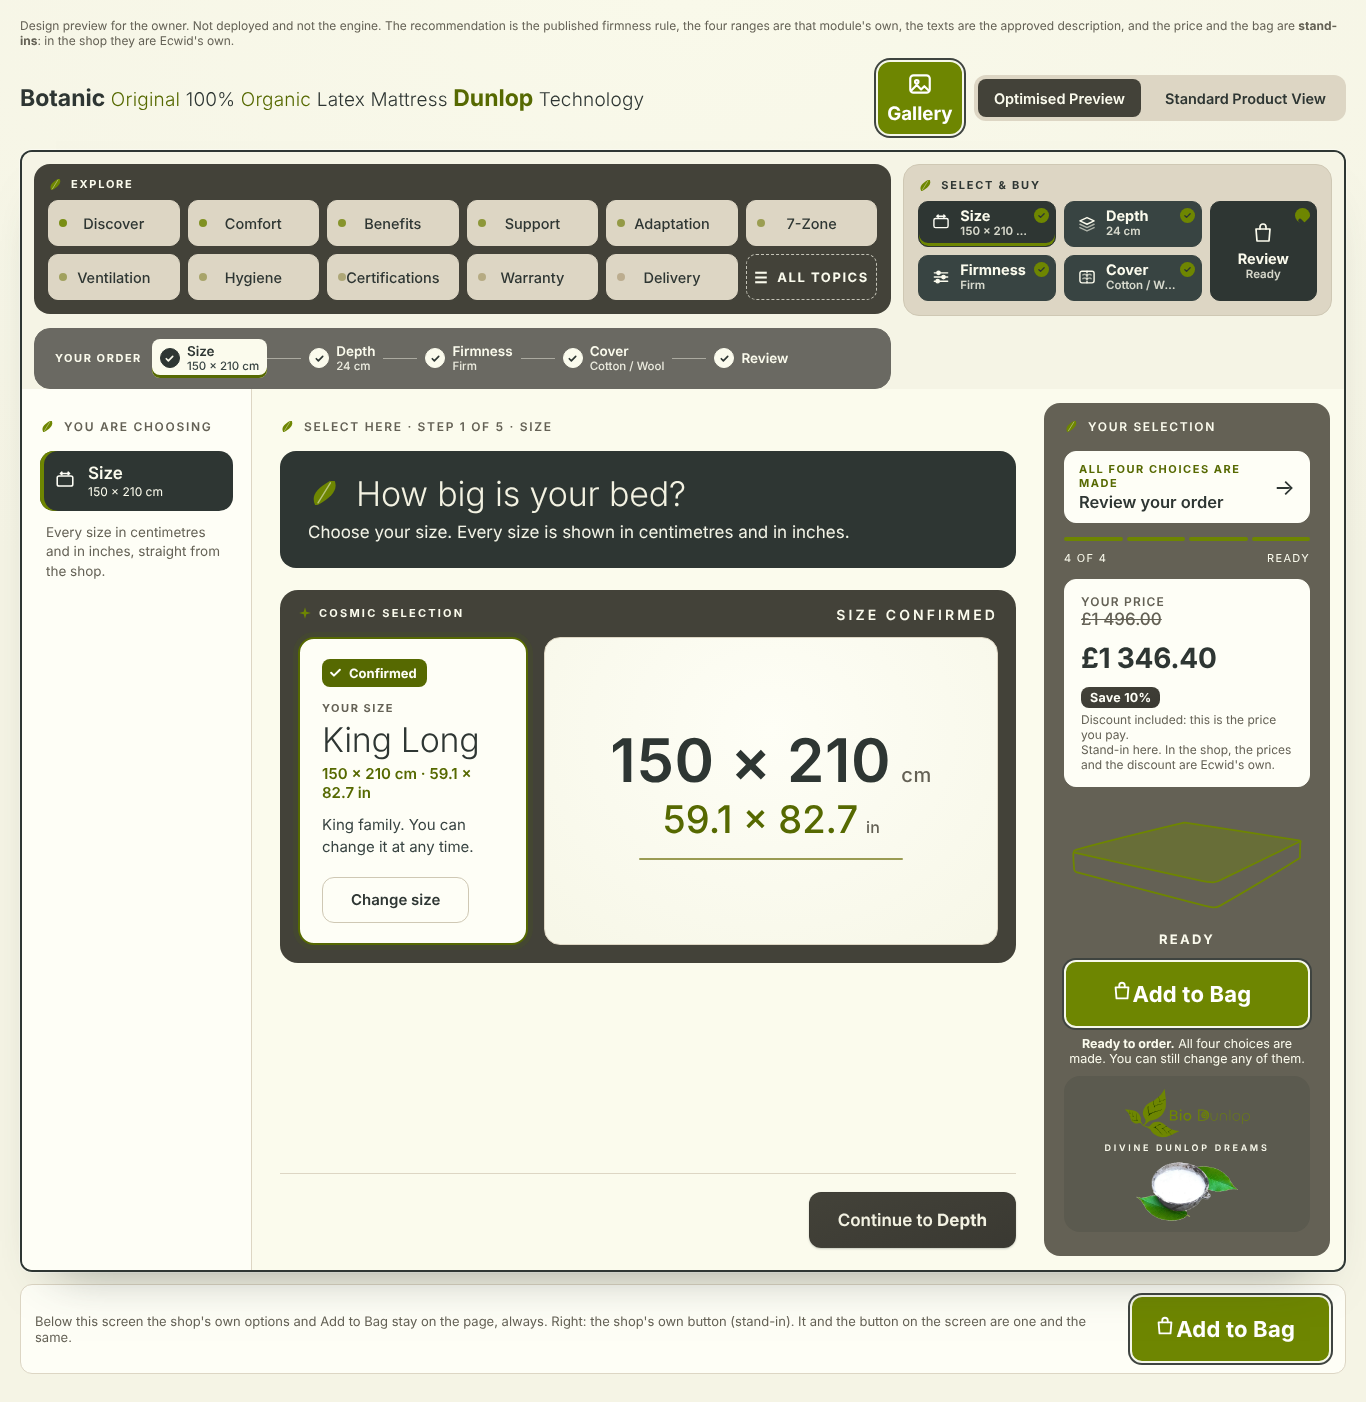 Design preview for the owner. Not deployed and not the engine. The recommendation is the published firmness rule, the four ranges are that module's own, the texts are the approved description, and the price and the bag are stand-
ins: in the shop they are Ecwid's own.
Botanic Original 100% Organic Latex Mattress Dunlop Technology
Gallery
Optimised Preview
Standard Product View
EXPLORE
Discover
Comfort
Benefits
Support
Adaptation
7-Zone
Ventilation
Hygiene
Certifications
Warranty
Delivery
ALL TOPICS
SELECT & BUY
Size
150 × 210 ...
Depth
24 cm
Firmness
Firm
Cover
Cotton / W...
Review
Ready
YOUR ORDER
Size
150 × 210 cm
Depth
24 cm
Firmness
Firm
Cover
Cotton / Wool
Review
YOU ARE CHOOSING
Size
150 × 210 cm
Every size in centimetres
and in inches, straight from
the shop.
SELECT HERE · STEP 1 OF 5 · SIZE
How big is your bed?
Choose your size. Every size is shown in centimetres and in inches.
COSMIC SELECTION
SIZE CONFIRMED
Confirmed
YOUR SIZE
King Long
150 × 210 cm · 59.1 ×
82.7 in
King family. You can
change it at any time.
Change size
150 × 210 cm
59.1 × 82.7 in
Continue to Depth
YOUR SELECTION
ALL FOUR CHOICES ARE
MADE
Review your order
4 OF 4
READY
YOUR PRICE
£1 496.00
£1 346.40
Save 10%
Discount included: this is the price
you pay.
Stand-in here. In the shop, the prices
and the discount are Ecwid's own.
READY
Add to Bag
Ready to order. All four choices are
made. You can still change any of them.
Bio Dunlop
DIVINE DUNLOP DREAMS
Below this screen the shop's own options and Add to Bag stay on the page, always. Right: the shop's own button (stand-in). It and the button on the screen are one and the
same.
Add to Bag